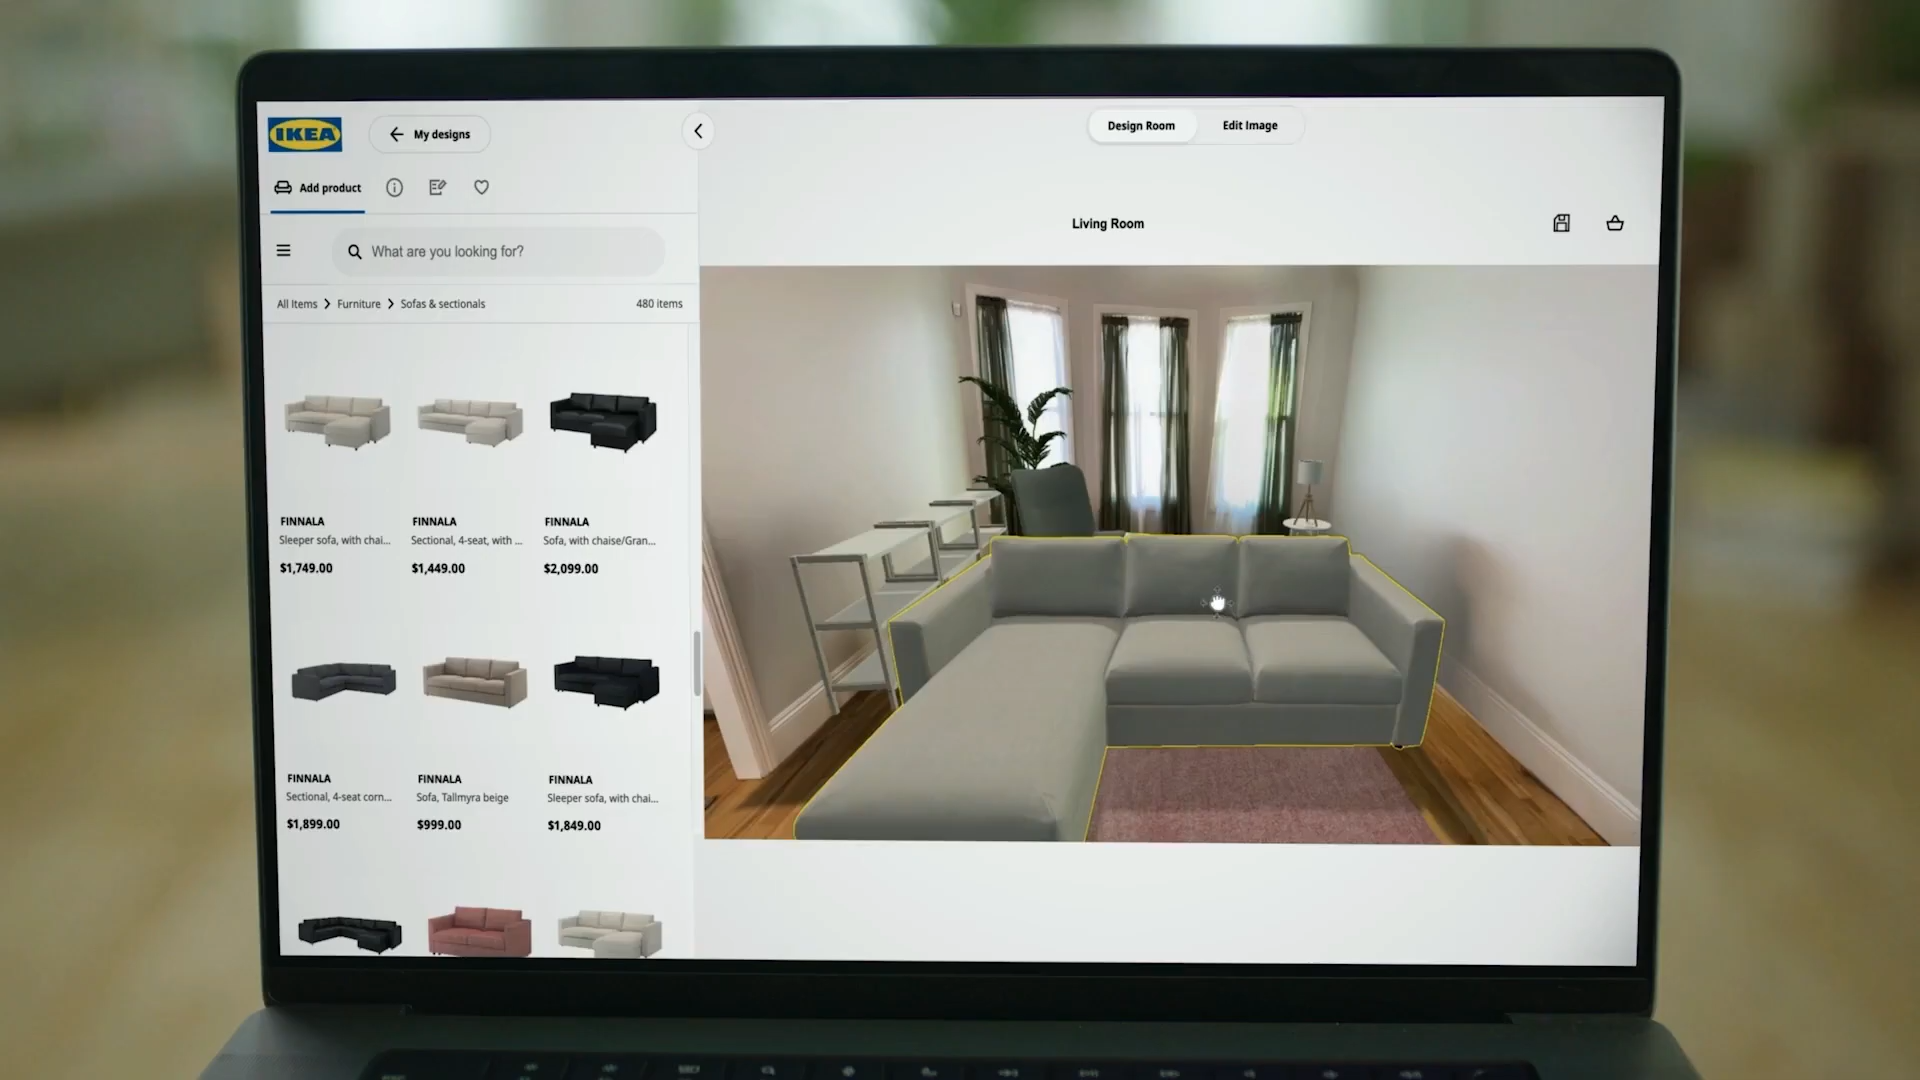 IKEA
My designs
Design Room
Edit Image
Add product
Living Room
What are you looking for?
All Items
Furniture
Sofas & sectionals
480 items
FINNALA
Sleeper sofa, with chai...
$1,749.00
FINNALA
Sectional, 4-seat, with ...
$1,449.00
FINNALA
Sofa, with chaise/Gran...
$2,099.00
FINNALA
Sectional, 4-seat corn...
$1,899.00
FINNALA
Sofa, Tallmyra beige
$999.00
FINNALA
Sleeper sofa, with chai...
$1,849.00